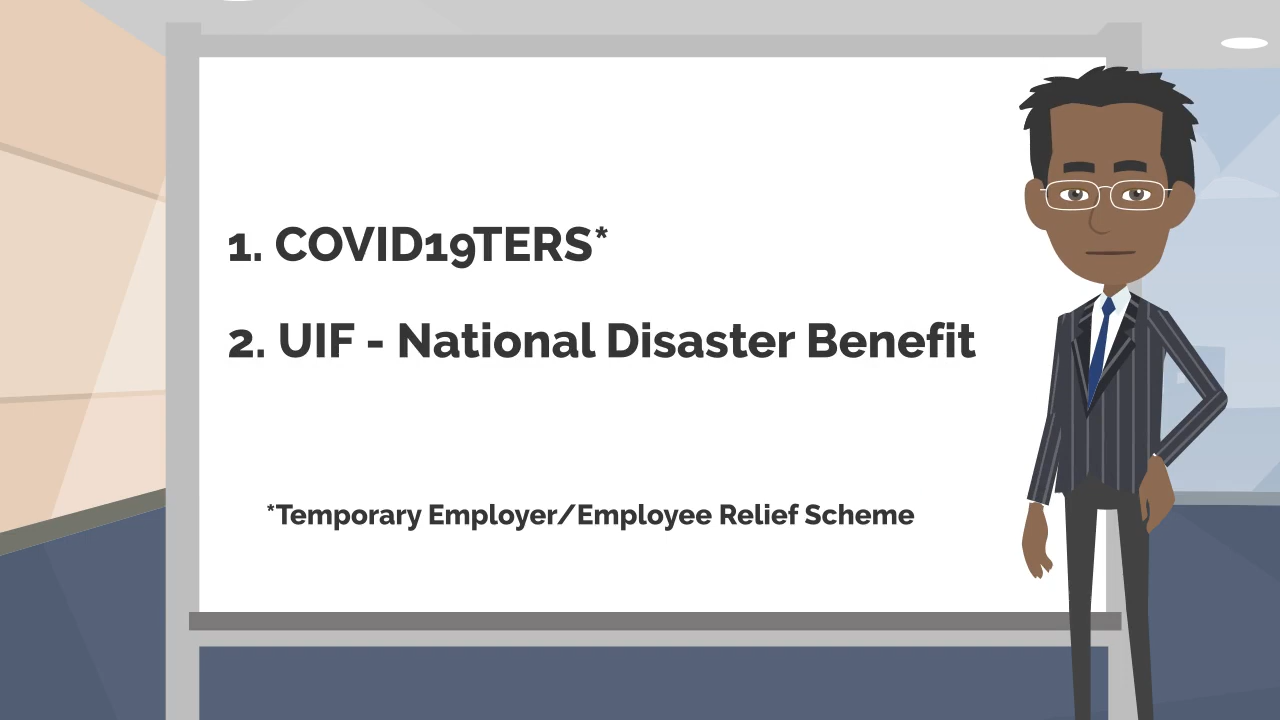 1. COVID19TERS*
2. UIF - National Disaster Benefit
*Temporary Employer/Employee Relief Scheme